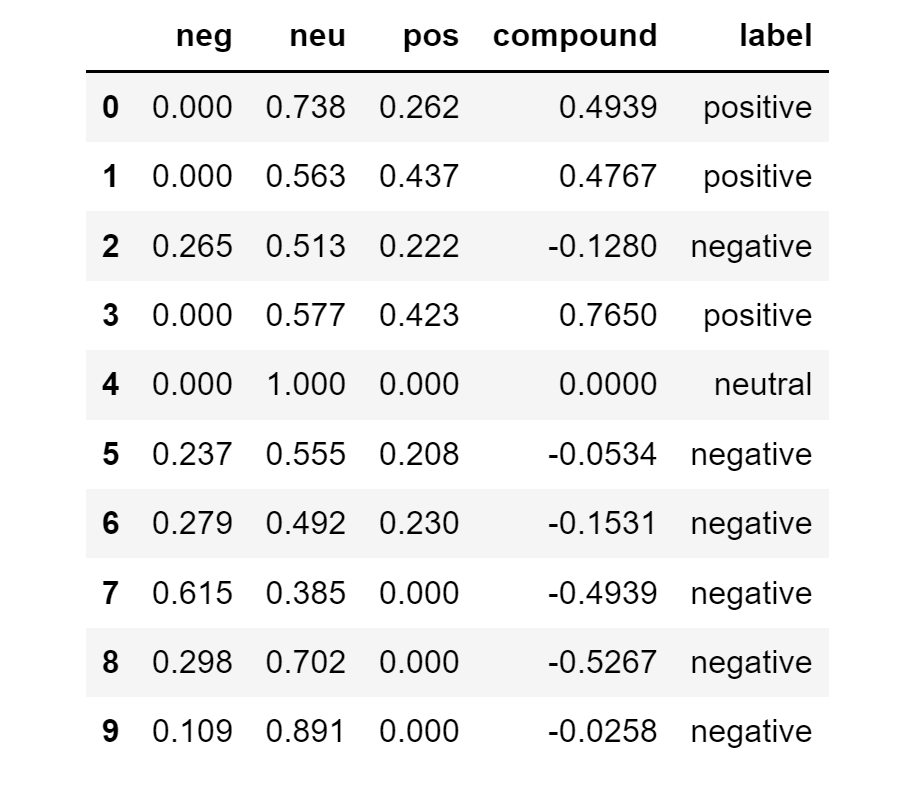 neg neu pos compound label
0 0.000 0.738 0.262 0.4939 positive
1 0.000 0.563 0.437 0.4767 positive
2 0.265 0.513 0.222 -0.1280 negative
3 0.000 0.577 0.423 0.7650 positive
4 0.000 1.000 0.000 0.0000 neutral
5 0.237 0.555 0.208 -0.0534 negative
6 0.279 0.492 0.230 -0.1531 negative
7 0.615 0.385 0.000 -0.4939 negative
8 0.298 0.702 0.000 -0.5267 negative
9 0.109 0.891 0.000 -0.0258 negative